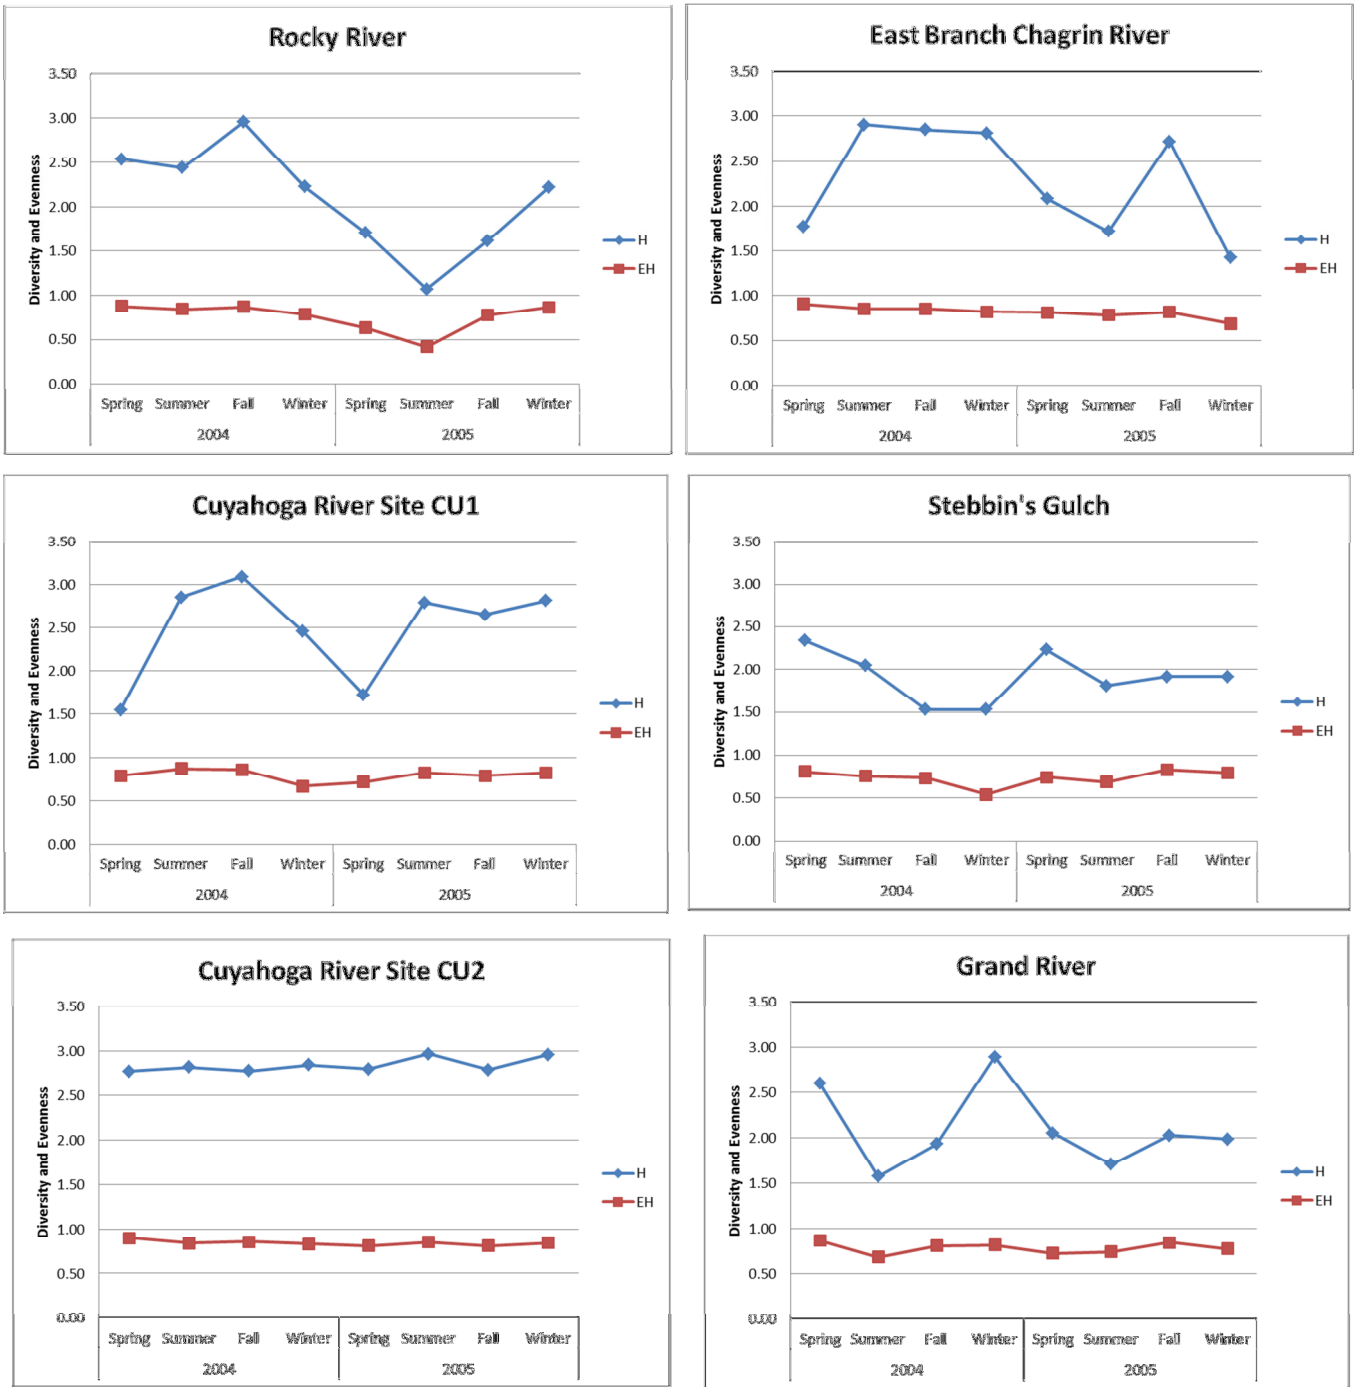 Rocky River
3.50
3.00
2.50
2.00
1.50
1.00
0.50
0.00
Diversity and Evenness
H
EH
Spring Summer Fall Winter Spring Summer Fall Winter
2004 2005
East Branch Chagrin River
3.50
3.00
2.50
2.00
1.50
1.00
0.50
0.00
Diversity and Evenness
H
EH
Spring Summer Fall Winter Spring Summer Fall Winter
2004 2005
Cuyahoga River Site CU1
3.50
3.00
2.50
2.00
1.50
1.00
0.50
0.00
Diversity and Evenness
H
EH
Spring Summer Fall Winter Spring Summer Fall Winter
2004 2005
Stebbin's Gulch
3.50
3.00
2.50
2.00
1.50
1.00
0.50
0.00
Diversity and Evenness
H
EH
Spring Summer Fall Winter Spring Summer Fall Winter
2004 2005
Cuyahoga River Site CU2
3.50
3.00
2.50
2.00
1.50
1.00
0.50
0.00
Diversity and Evenness
H
EH
Spring Summer Fall Winter Spring Summer Fall Winter
2004 2005
Grand River
3.50
3.00
2.50
2.00
1.50
1.00
0.50
0.00
Diversity and Evenness
H
EH
Spring Summer Fall Winter Spring Summer Fall Winter
2004 2005